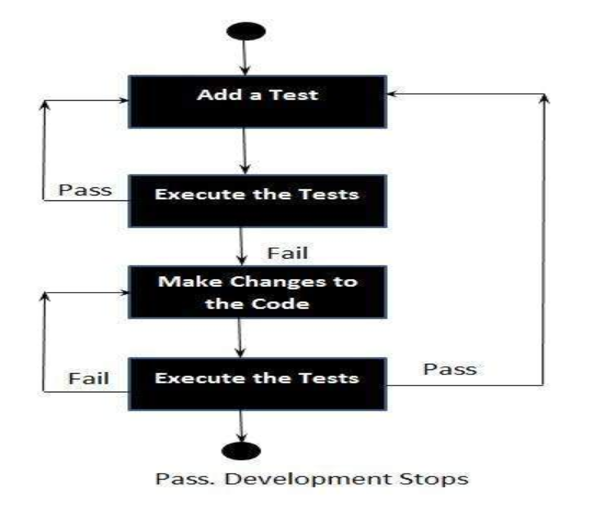 Add a Test
Pass
Execute the Tests
Fail
Make Changes to
the Code
Fail
Execute the Tests
Pass
Pass. Development Stops